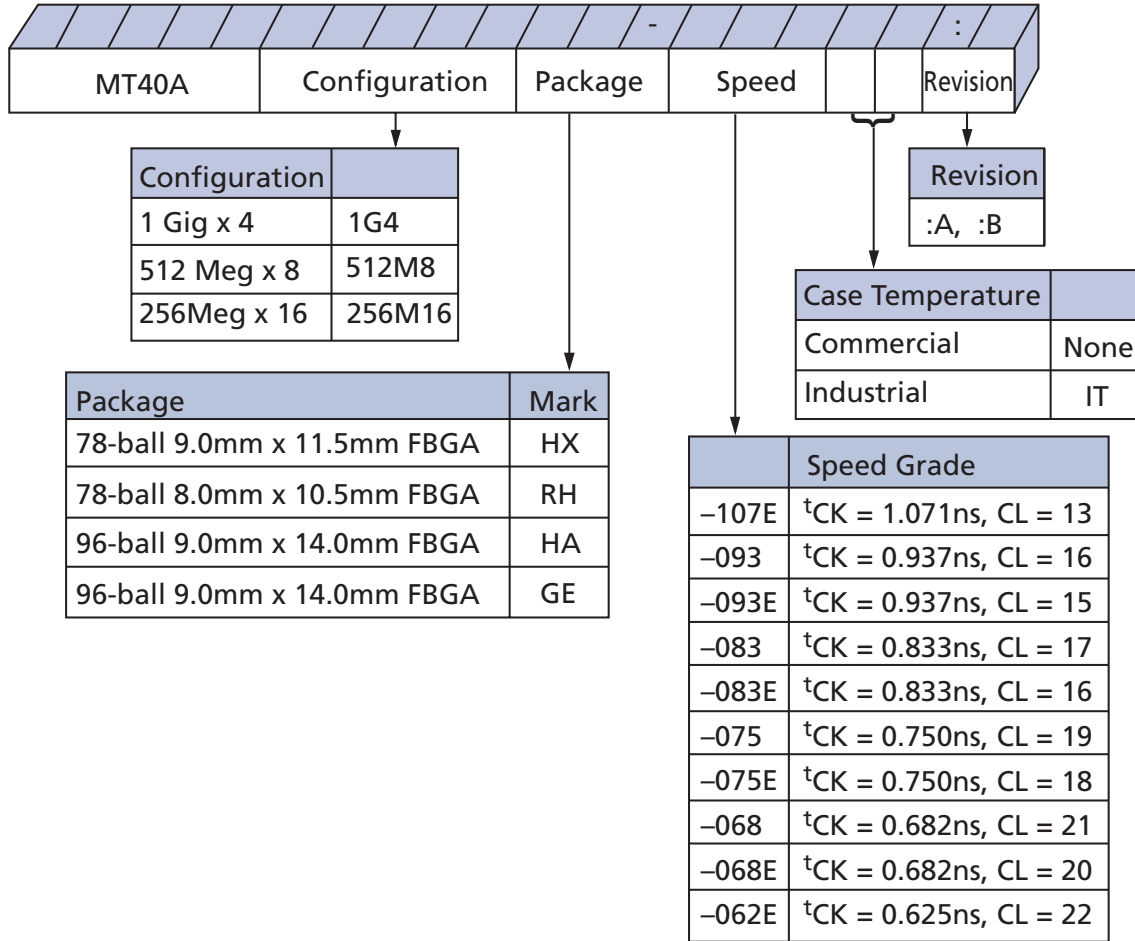 - :
MT40A Configuration Package Speed Revision
Configuration
1 Gig x 4 1G4
512 Meg x 8 512M8
256Meg x 16 256M16
Revision
:A, :B
Case Temperature
Commercial None
Industrial IT
Package Mark
78-ball 9.0mm x 11.5mm FBGA HX
78-ball 8.0mm x 10.5mm FBGA RH
96-ball 9.0mm x 14.0mm FBGA HA
96-ball 9.0mm x 14.0mm FBGA GE
Speed Grade
–107E tCK = 1.071ns, CL = 13
–093 tCK = 0.937ns, CL = 16
–093E tCK = 0.937ns, CL = 15
–083 tCK = 0.833ns, CL = 17
–083E tCK = 0.833ns, CL = 16
–075 tCK = 0.750ns, CL = 19
–075E tCK = 0.750ns, CL = 18
–068 tCK = 0.682ns, CL = 21
–068E tCK = 0.682ns, CL = 20
–062E tCK = 0.625ns, CL = 22